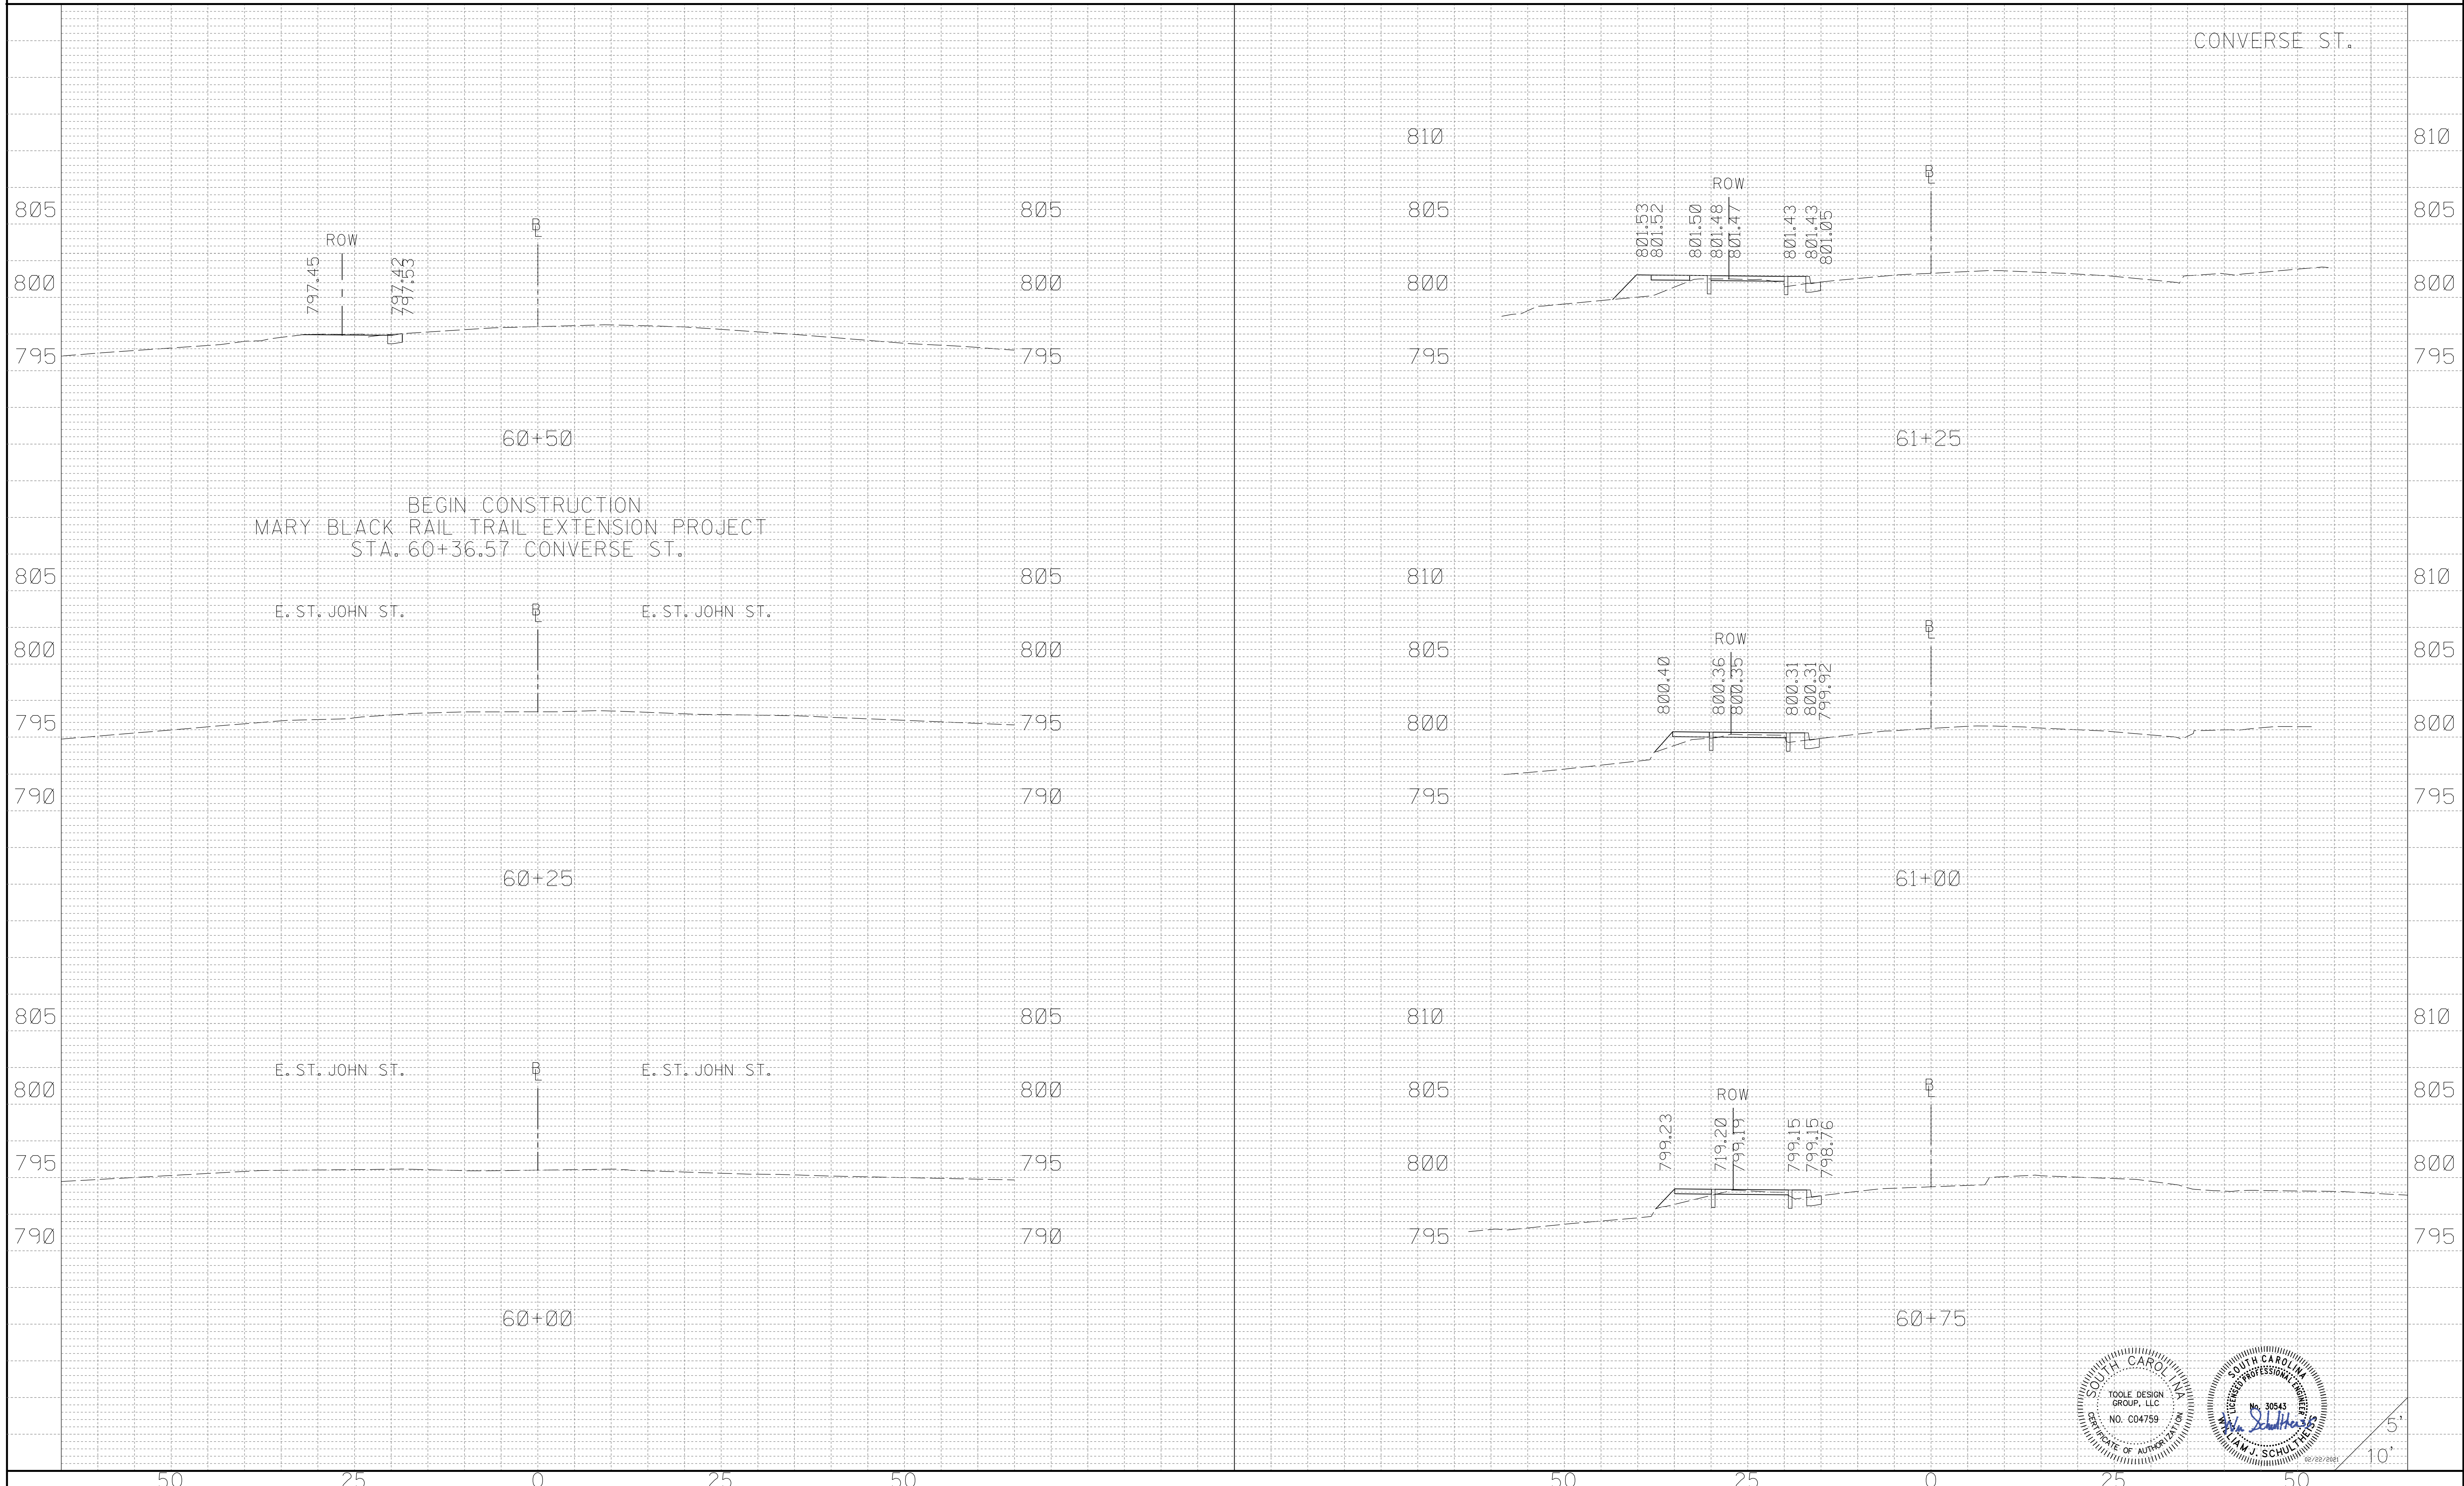 CONVERSE ST.
805
800
795
ROW
797.45
797.42
797.53
B
L
805
800
795
60+50
BEGIN CONSTRUCTION
MARY BLACK RAIL TRAIL EXTENSION PROJECT
STA. 60+36.57 CONVERSE ST.
805
800
795
790
E. ST. JOHN ST.
B
L
E. ST. JOHN ST.
805
800
795
790
60+25
805
800
795
790
E. ST. JOHN ST.
B
L
E. ST. JOHN ST.
805
800
795
790
60+00
50 25 0 25 50
810
805
800
795
801.53
801.52
801.50
801.48
ROW
801.47
801.43
801.43
801.05
B
L
810
805
800
795
61+25
810
805
800
795
800.40
800.36
ROW
800.35
800.31
800.31
799.92
B
L
810
805
800
795
61+00
810
805
800
795
799.23
719.20
ROW
799.19
799.15
799.15
798.76
B
L
810
805
800
795
60+75
50 25 0 25 50
SOUTH CAROLINA
TOOLE DESIGN
GROUP, LLC
NO. C04759
CERTIFICATE OF AUTHORIZATION
SOUTH CAROLINA
LICENSED PROFESSIONAL ENGINEER
No. 30543
Wm Schultheiss
WILLIAM J. SCHULTHEISS
02/22/2021
5'
10'